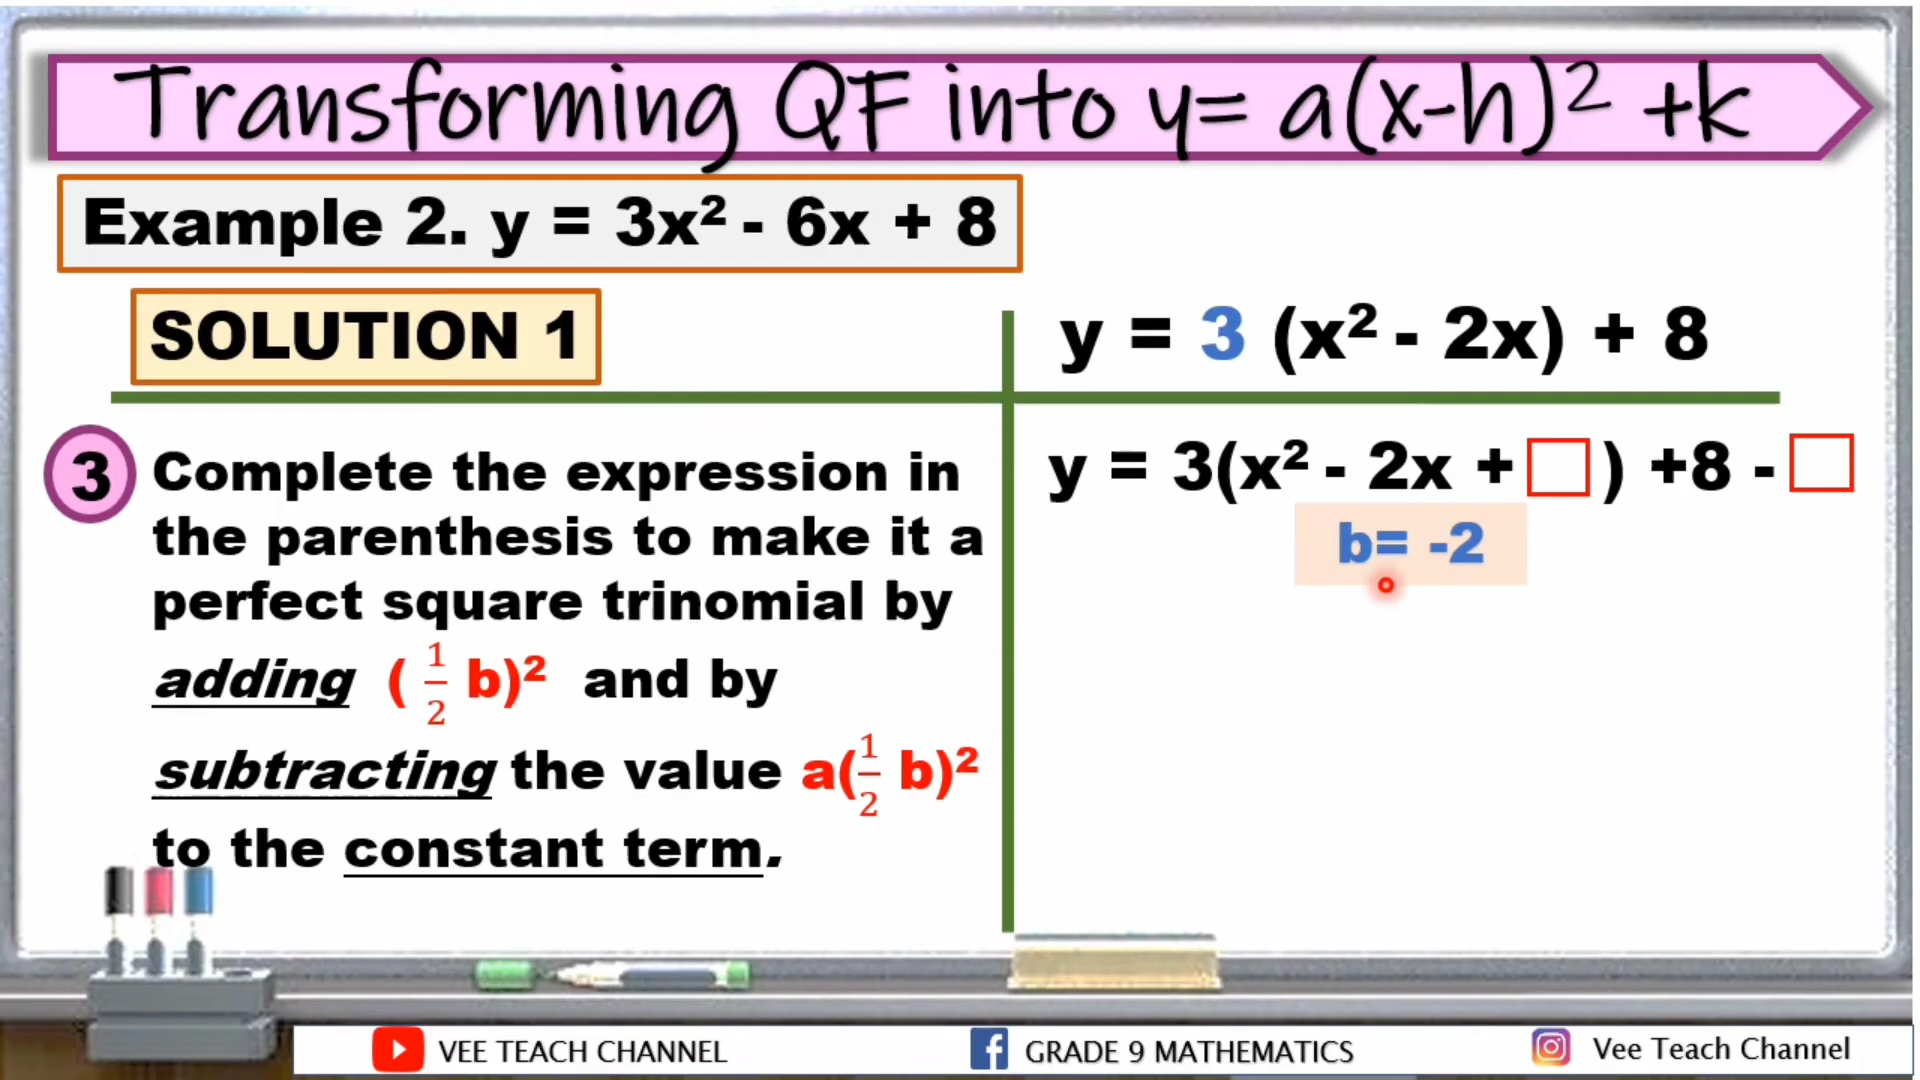 Transforming QF into y= a(x-h)² +k
Example 2. y = 3x² - 6x + 8
SOLUTION 1
y = 3 (x² - 2x) + 8
3
Complete the expression in
the parenthesis to make it a
perfect square trinomial by
adding ( 1/2 b)² and by
subtracting the value a(1/2 b)²
to the constant term.
y = 3(x² - 2x + □ ) +8 - □
b= -2
VEE TEACH CHANNEL
GRADE 9 MATHEMATICS
Vee Teach Channel